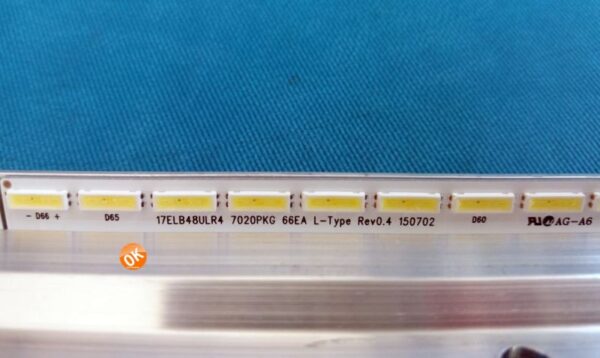 - D66 + D65 17ELB48ULR4 7020PKG 66EA L-Type Rev0.4 150702 D60 AG-A6
OK